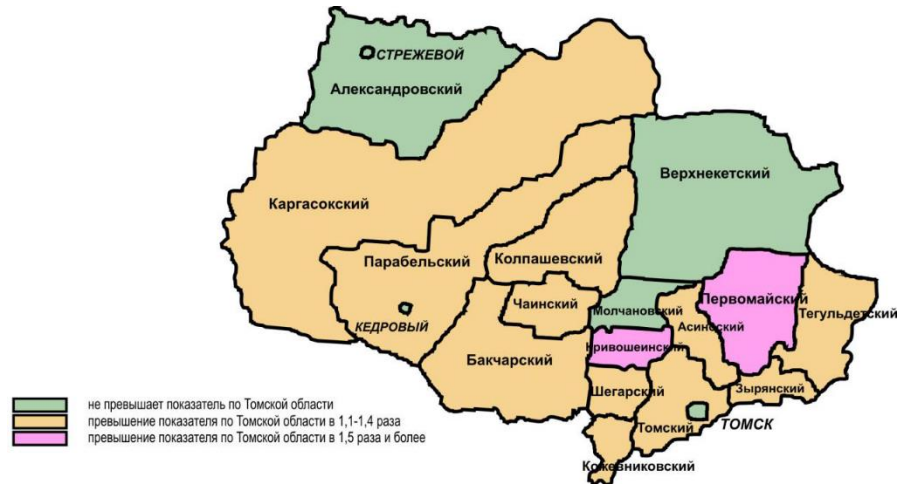 СТРЕЖЕВОЙ
Александровский
Верхнекетский
Каргасокский
Парабельский
Колпашевский
Чаинский
Молчановский
Первомайский
Тегульдетский
КЕДРОВЫЙ
Асиновский
Бакчарский
Кривошеинский
Шегарский
Зырянский
Томский
ТОМСК
Кожевниковский
не превышает показатель по Томской области
превышение показателя по Томской области в 1,1-1,4 раза
превышение показателя по Томской области в 1,5 раза и более